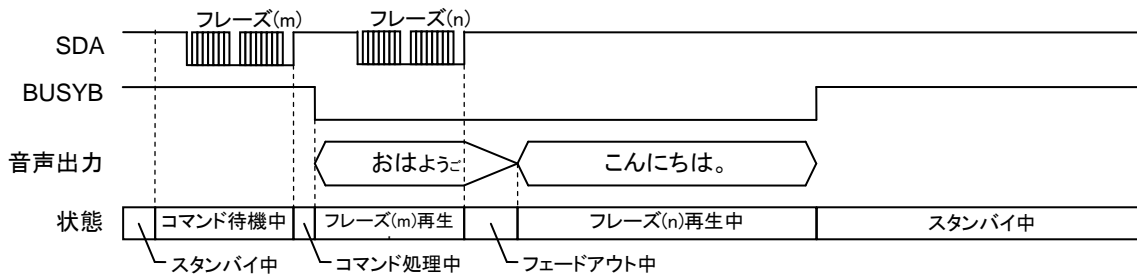 フレーズ(m) フレーズ(n)
SDA
BUSYB
音声出力 おはようご こんにちは。
状態 コマンド待機中 フレーズ(m)再生 フレーズ(n)再生中 スタンバイ中
スタンバイ中 コマンド処理中 フェードアウト中